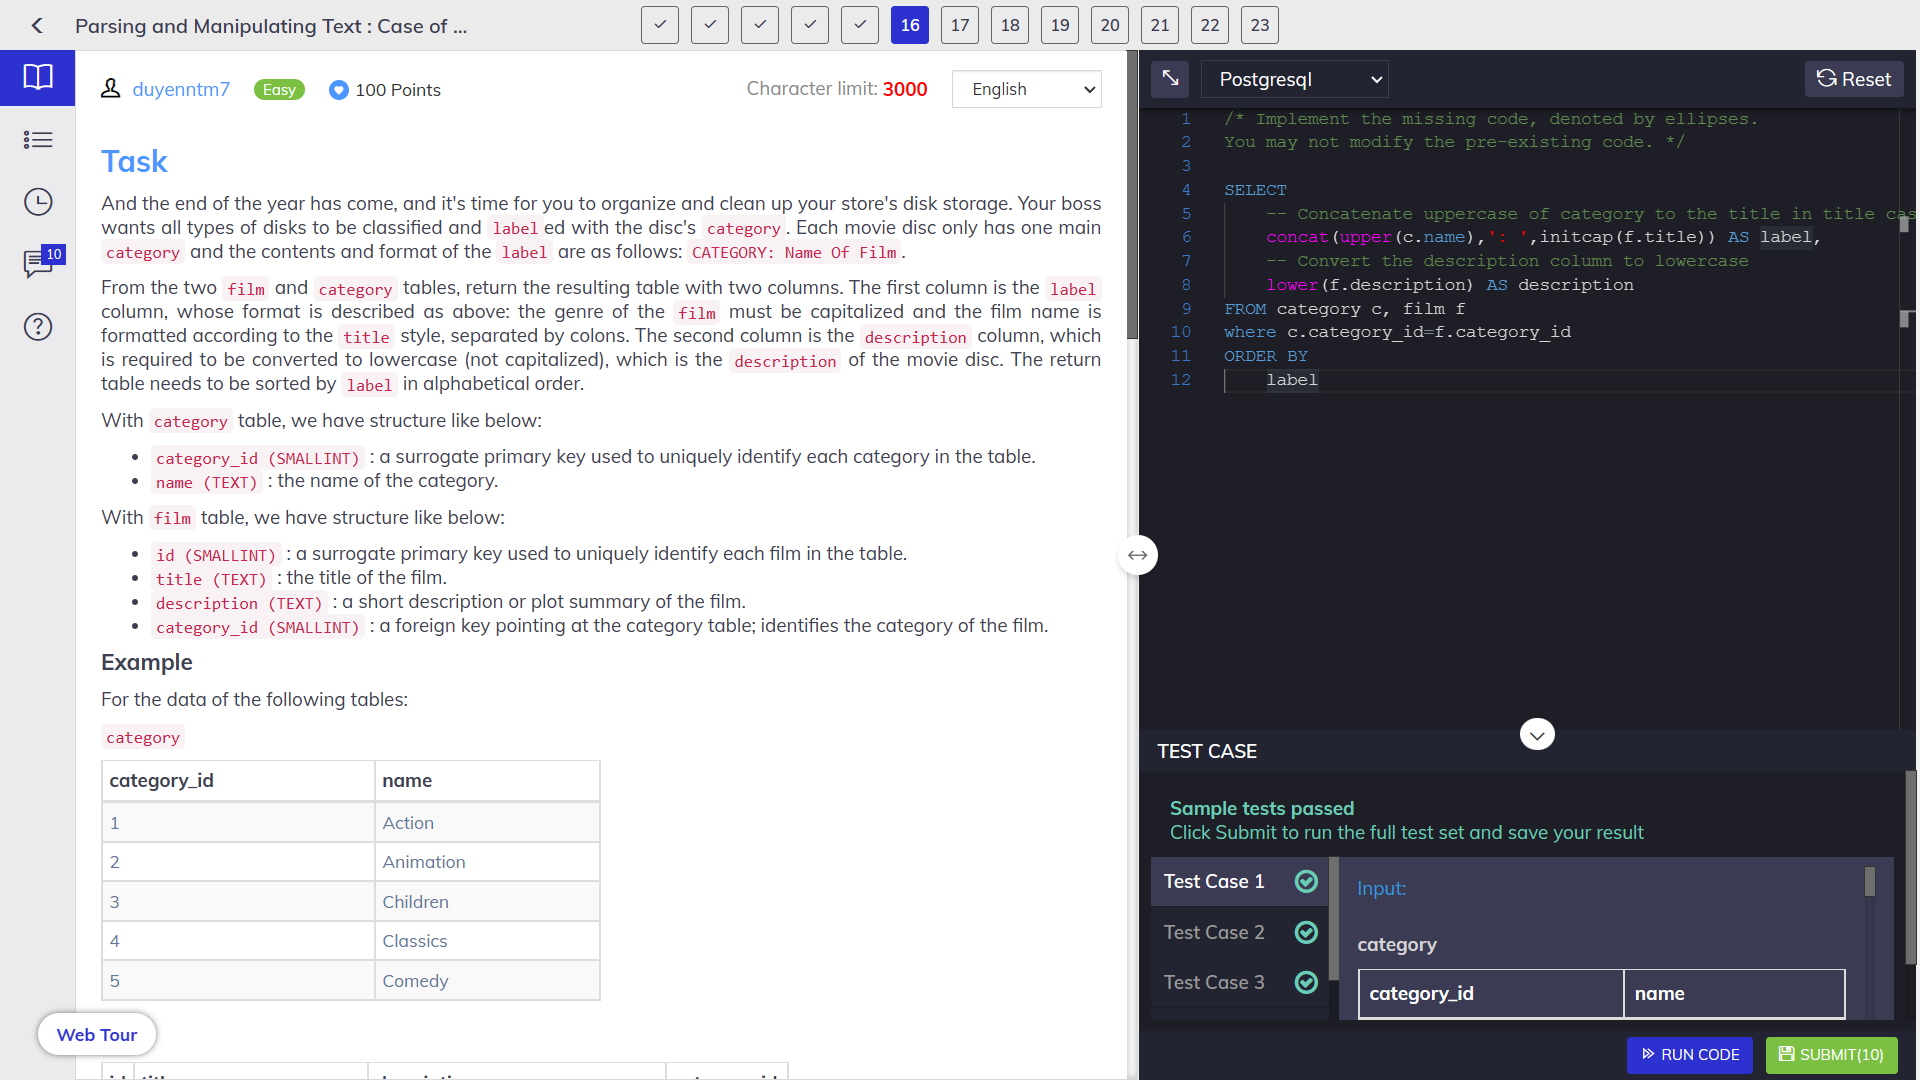 Parsing and Manipulating Text : Case of ...
16 17 18 19 20 21 22 23
duyenntm7 Easy 100 Points Character limit: 3000 English
Task
And the end of the year has come, and it's time for you to organize and clean up your store's disk storage. Your boss
wants all types of disks to be classified and label ed with the disc's category . Each movie disc only has one main
category and the contents and format of the label are as follows: CATEGORY: Name Of Film .
From the two film and category tables, return the resulting table with two columns. The first column is the label
column, whose format is described as above: the genre of the film must be capitalized and the film name is
formatted according to the title style, separated by colons. The second column is the description column, which
is required to be converted to lowercase (not capitalized), which is the description of the movie disc. The return
table needs to be sorted by label in alphabetical order.
With category table, we have structure like below:
• category_id (SMALLINT) : a surrogate primary key used to uniquely identify each category in the table.
• name (TEXT) : the name of the category.
With film table, we have structure like below:
• id (SMALLINT) : a surrogate primary key used to uniquely identify each film in the table.
• title (TEXT) : the title of the film.
• description (TEXT) : a short description or plot summary of the film.
• category_id (SMALLINT) : a foreign key pointing at the category table; identifies the category of the film.
Example
For the data of the following tables:
category
category_id name
1 Action
2 Animation
3 Children
4 Classics
5 Comedy
10
Web Tour
Postgresql Reset
1 /* Implement the missing code, denoted by ellipses.
2 You may not modify the pre-existing code. */
3
4 SELECT
5 -- Concatenate uppercase of category to the title in title cas
6 concat(upper(c.name),': ',initcap(f.title)) AS label,
7 -- Convert the description column to lowercase
8 lower(f.description) AS description
9 FROM category c, film f
10 where c.category_id=f.category_id
11 ORDER BY
12 label
TEST CASE
Sample tests passed
Click Submit to run the full test set and save your result
Test Case 1
Test Case 2
Test Case 3
Input:
category
category_id name
RUN CODE SUBMIT(10)